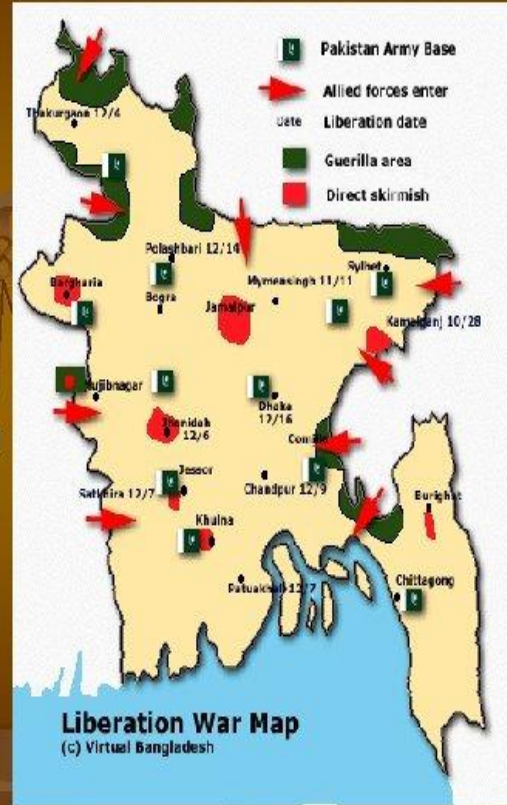 Pakistan Army Base
Allied forces enter
Date Liberation date
Guerilla area
Direct skirmish
Thakurgaon 12/4
Polashbari 12/14
Bargharia
Bogra
Jamalpur
Mymensingh 11/11
Sylhet
Kamalganj 10/28
Mujibnagar
Jhenidah
12/6
Dhaka
12/16
Comilla
Jessor
Satkhira 12/7
Chandpur 12/9
Khulna
Burighat
Patuakhali 12/7
Chittagong
Liberation War Map
(c) Virtual Bangladesh